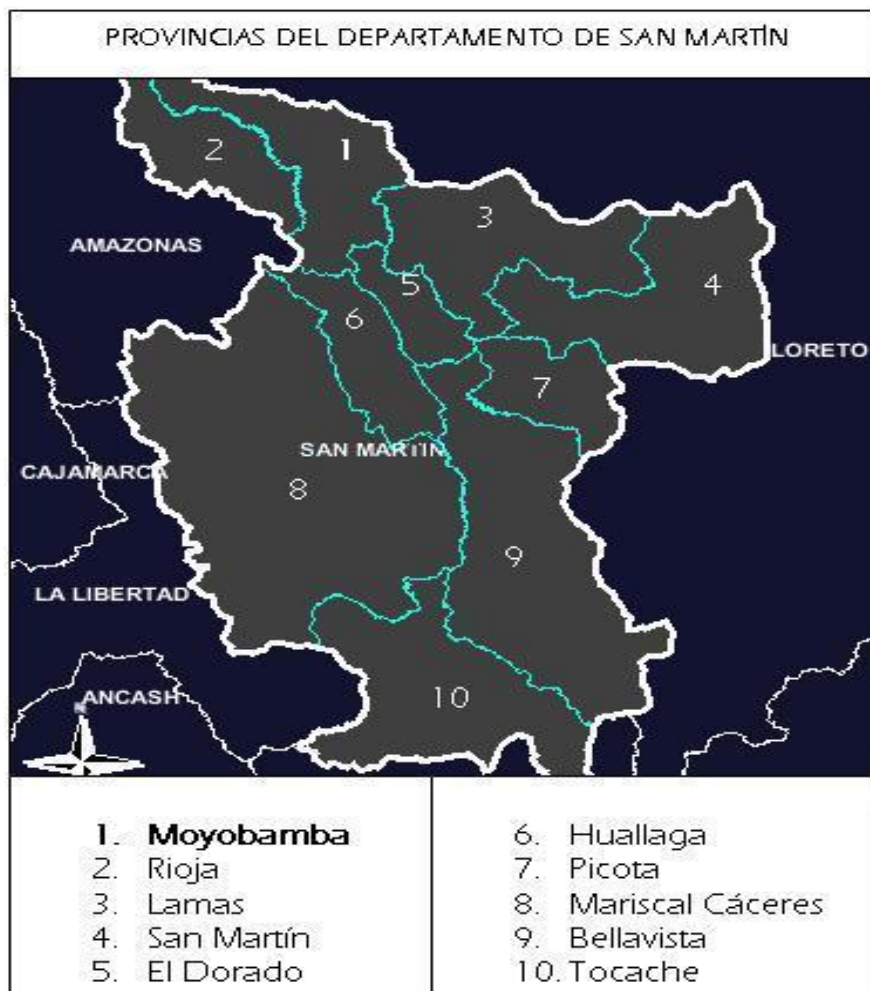 PROVINCIAS DEL DEPARTAMENTO DE SAN MARTÍN
2
1
3
AMAZONAS
4
5
6
LORETO
7
SAN MARTÍN
CAJAMARCA
8
9
LA LIBERTAD
10
ANCASH
N
1. Moyobamba
2. Rioja
3. Lamas
4. San Martín
5. El Dorado
6. Huallaga
7. Picota
8. Mariscal Cáceres
9. Bellavista
10. Tocache